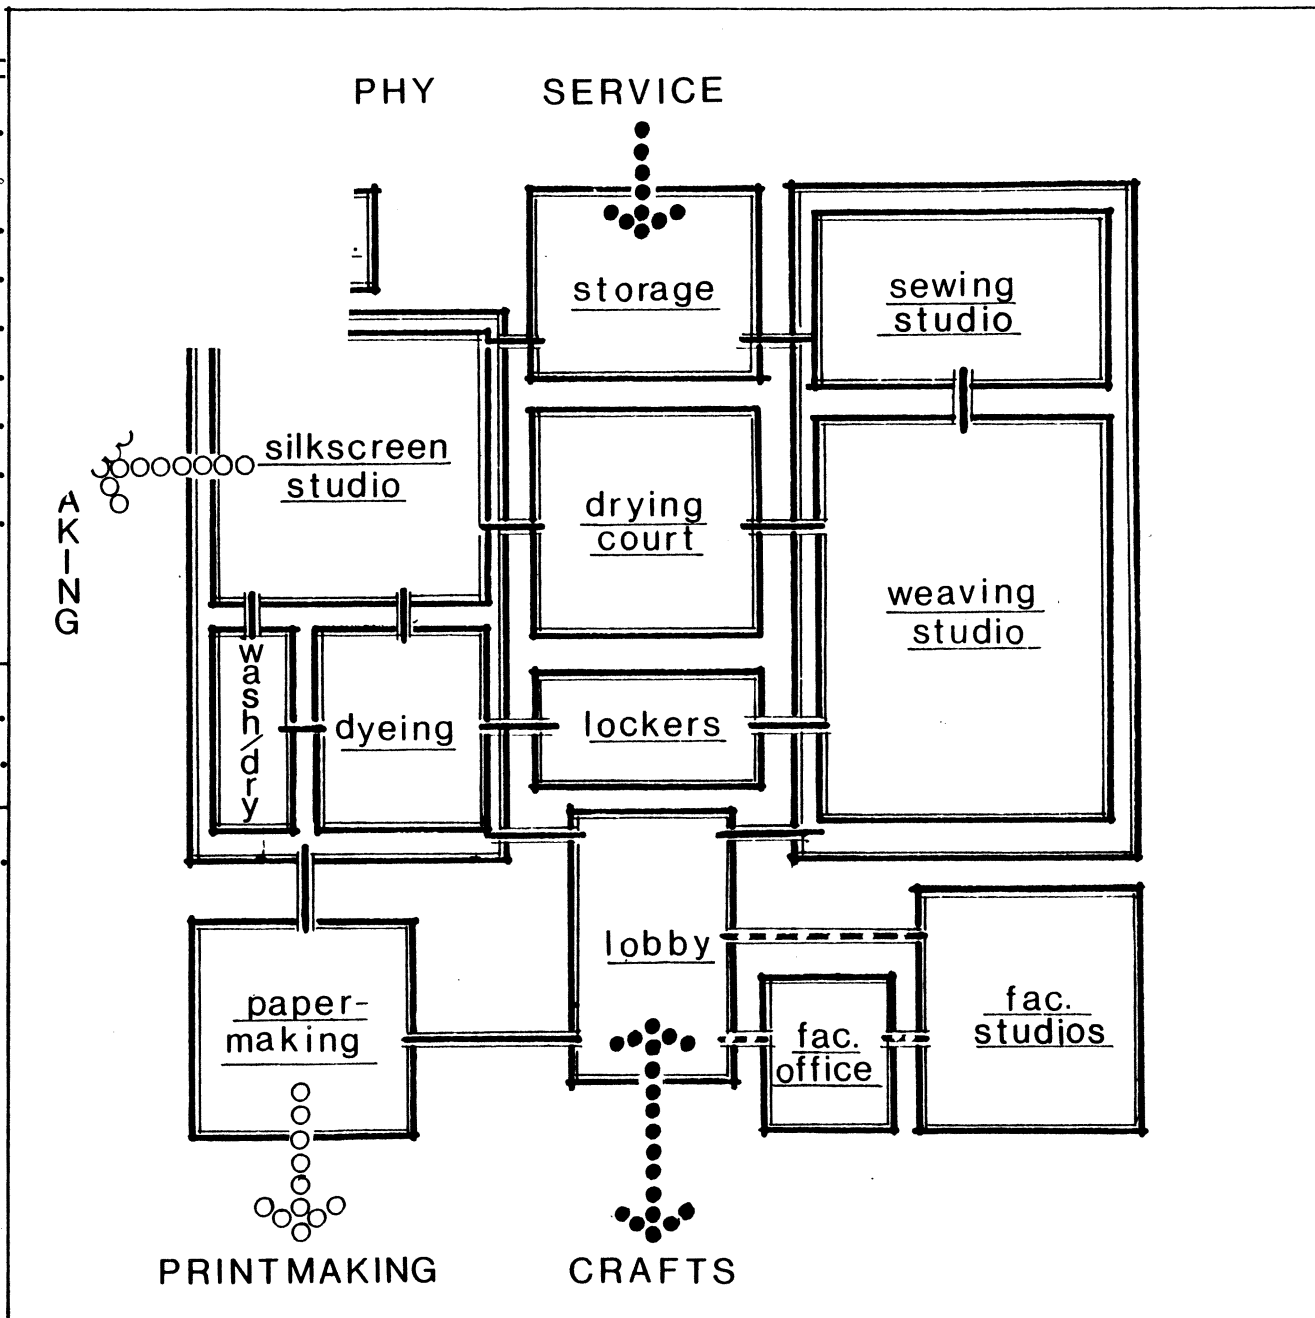 PHY
SERVICE
storage
sewing
studio
silkscreen
studio
drying
court
AKING
weaving
studio
wash/dry
dyeing
lockers
lobby
paper-
making
fac.
office
fac.
studios
PRINTMAKING
CRAFTS